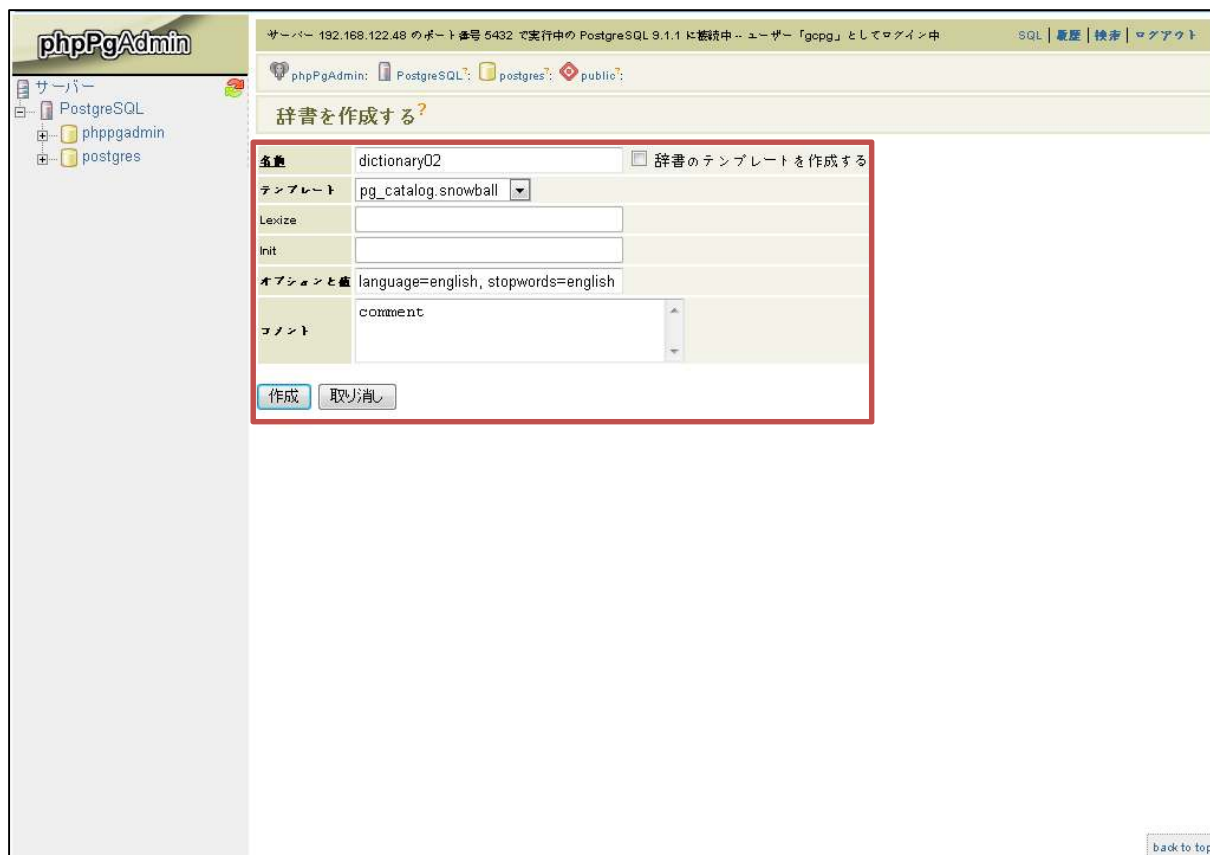 phpPgAdmin
サーバー 192.168.122.48 のポート番号 5432 で実行中の PostgreSQL 9.1.1 に接続中 -- ユーザー「gcpg」としてログイン中
SQL | 履歴 | 検索 | ログアウト
phpPgAdmin: PostgreSQL?: postgres?: public?:
サーバー
PostgreSQL
phppgadmin
postgres
辞書を作成する?
名前 dictionary02 辞書のテンプレートを作成する
テンプレート pg_catalog.snowball
Lexize
Init
オプションと値 language=english, stopwords=english
コメント comment
作成 取り消し
back to top